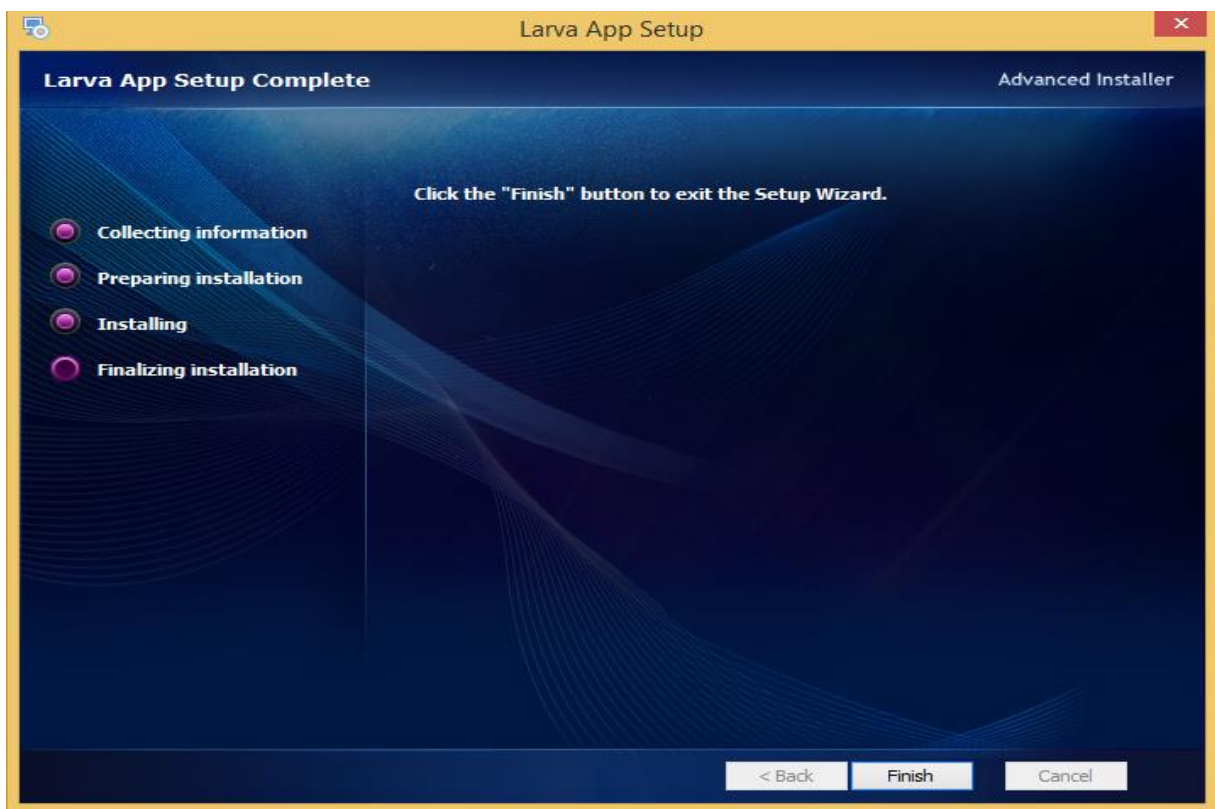 Larva App Setup
Larva App Setup Complete
Advanced Installer
Click the "Finish" button to exit the Setup Wizard.
Collecting information
Preparing installation
Installing
Finalizing installation
< Back
Finish
Cancel